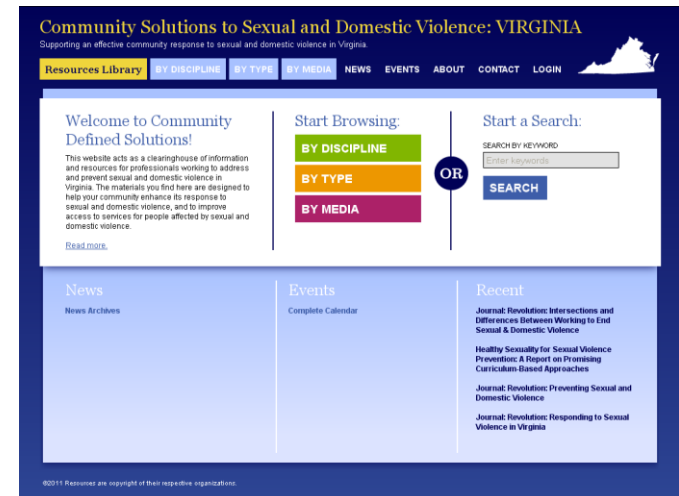 Community Solutions to Sexual and Domestic Violence: VIRGINIA
Supporting an effective community response to sexual and domestic violence in Virginia.
Resources Library BY DISCIPLINE BY TYPE BY MEDIA NEWS EVENTS ABOUT CONTACT LOGIN
Welcome to Community
Defined Solutions!
This website acts as a clearinghouse of information
and resources for professionals working to address
and prevent sexual and domestic violence in
Virginia. The materials you find here are designed to
help your community enhance its response to
sexual and domestic violence, and to improve
access to services for people affected by sexual and
domestic violence.
Read more.
Start Browsing:
BY DISCIPLINE
BY TYPE
BY MEDIA
OR
Start a Search:
SEARCH BY KEYWORD
Enter keywords
SEARCH
News
News Archives
Events
Complete Calendar
Recent
Journal: Revolution: Intersections and
Differences Between Working to End
Sexual & Domestic Violence
Healthy Sexuality for Sexual Violence
Prevention: A Report on Promising
Curriculum-Based Approaches
Journal: Revolution: Preventing Sexual and
Domestic Violence
Journal: Revolution: Responding to Sexual
Violence in Virginia
©2011 Resources are copyright of their respective organizations.